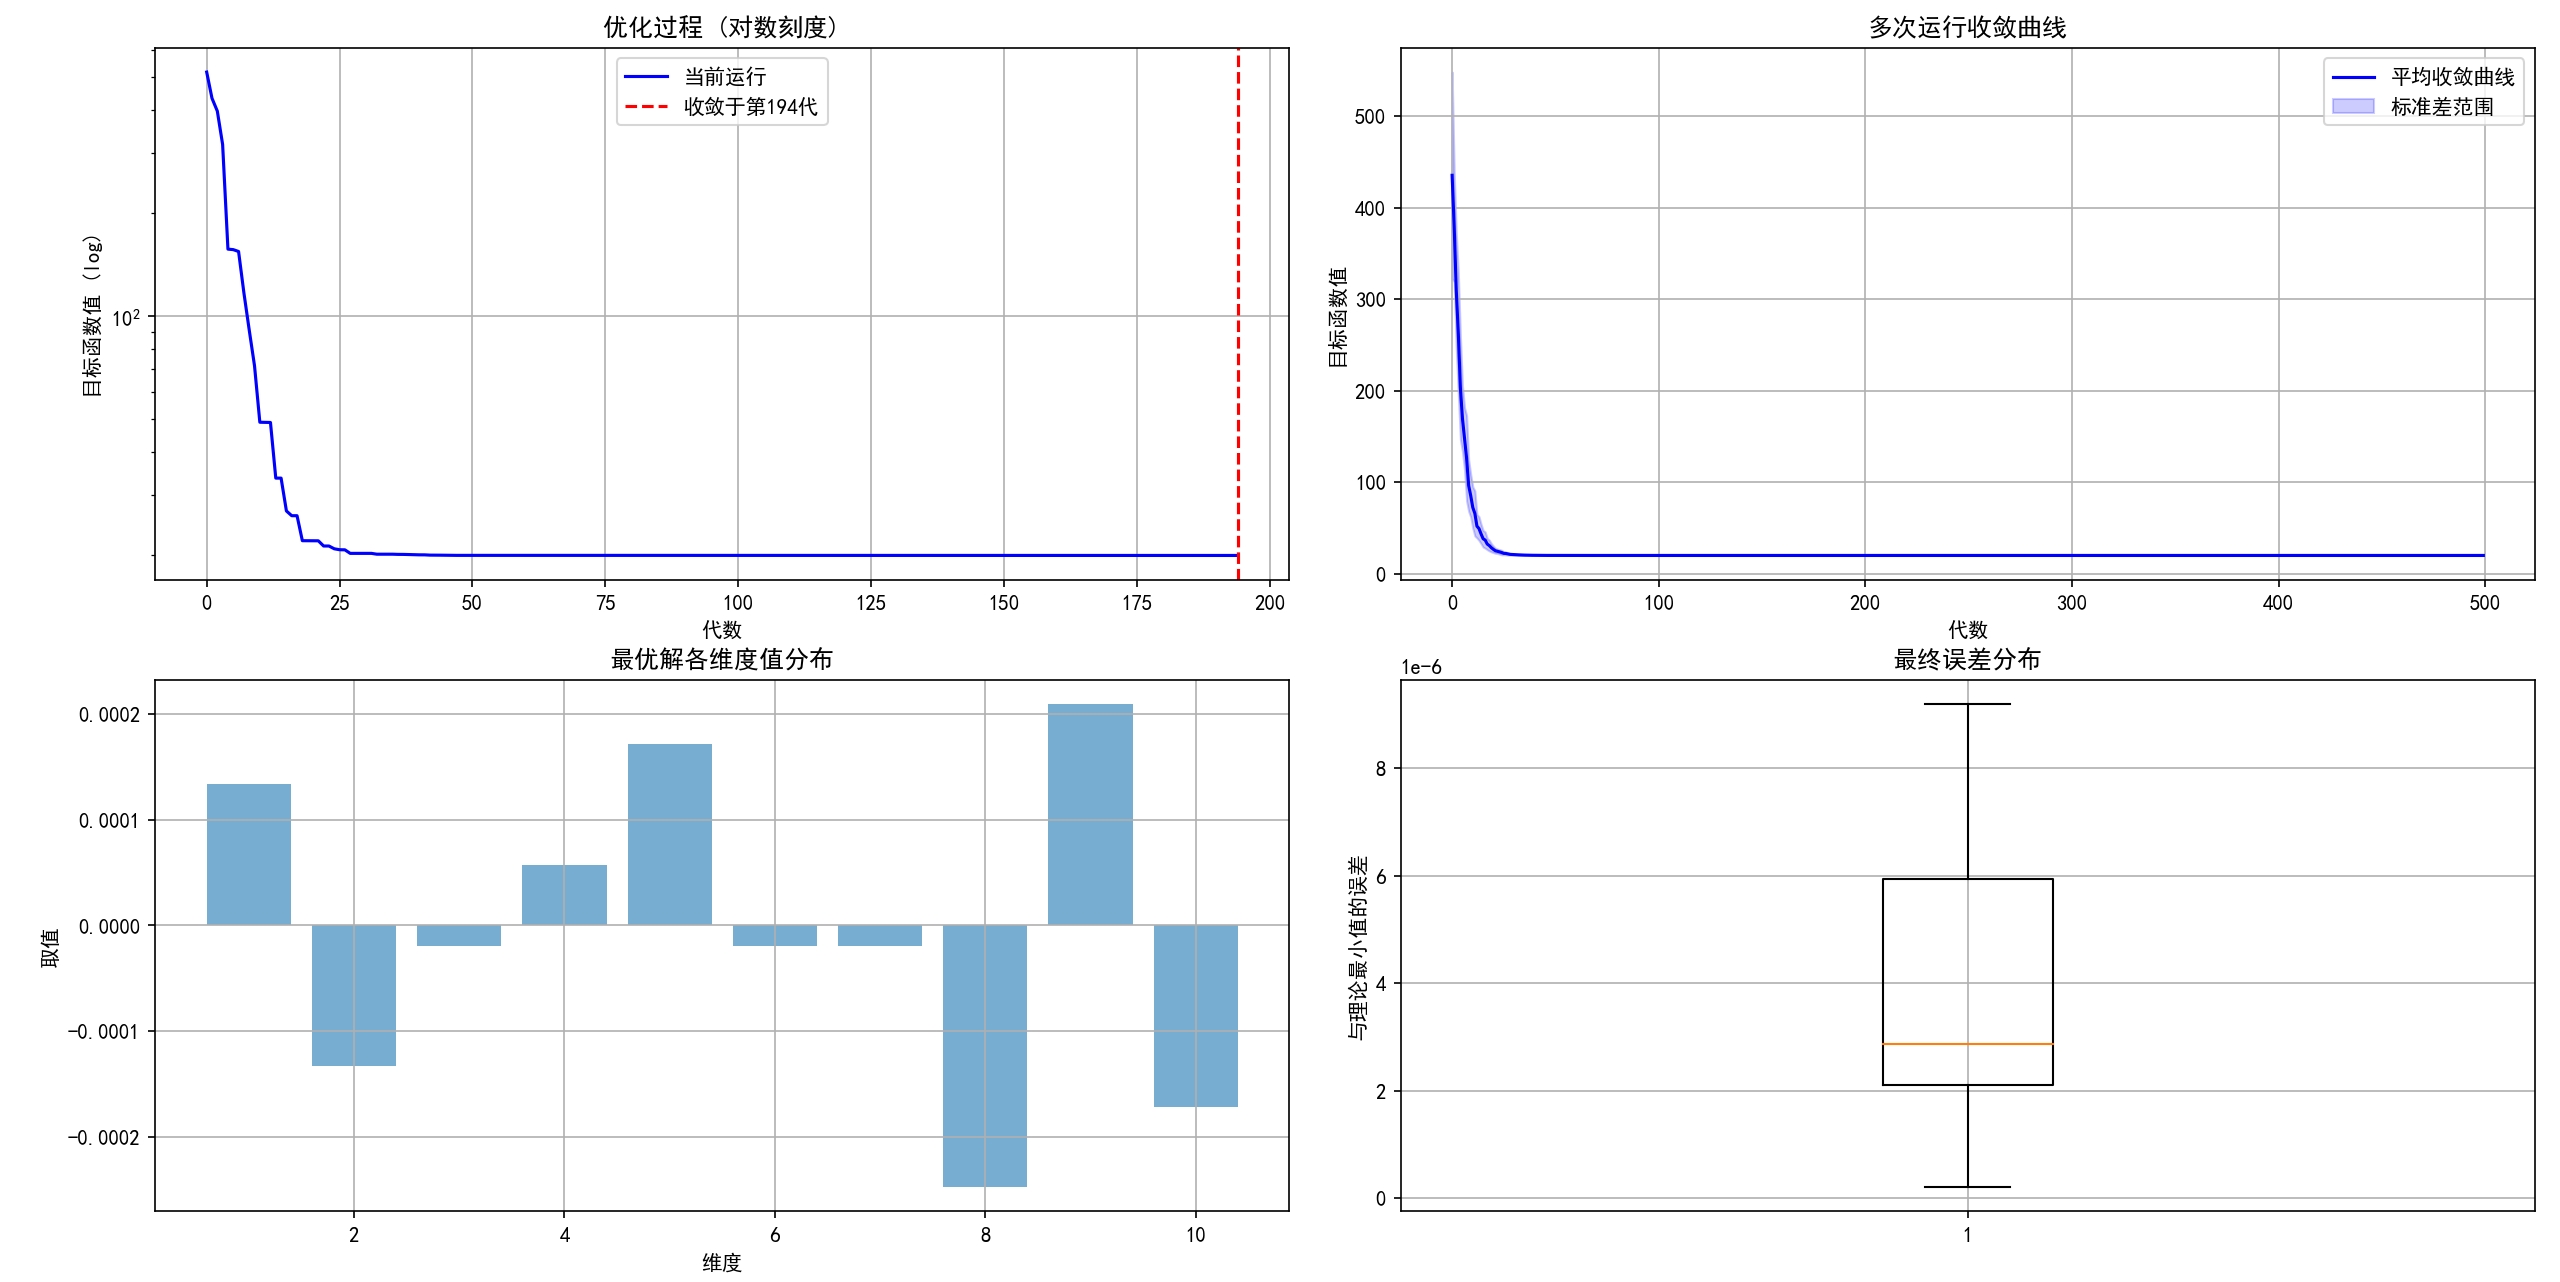 优化过程 (对数刻度)
当前运行
收敛于第194代
目标函数值 (log)
10²
0 25 50 75 100 125 150 175 200
代数
多次运行收敛曲线
平均收敛曲线
标准差范围
目标函数值
500
400
300
200
100
0
0 100 200 300 400 500
代数
最优解各维度值分布
取值
0.0002
0.0001
0.0000
-0.0001
-0.0002
2 4 6 8 10
维度
最终误差分布
1e-6
与理论最小值的误差
8
6
4
2
0
1